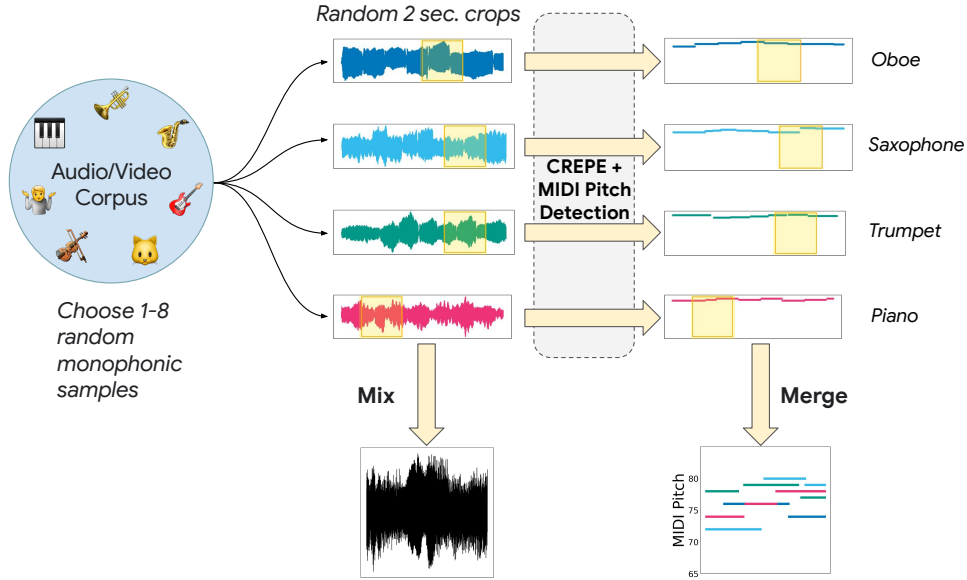 Random 2 sec. crops
Oboe
Saxophone
Trumpet
Piano
Audio/Video
Corpus
CREPE +
MIDI Pitch
Detection
Choose 1-8
random
monophonic
samples
Mix
Merge
MIDI Pitch
80
75
70
65